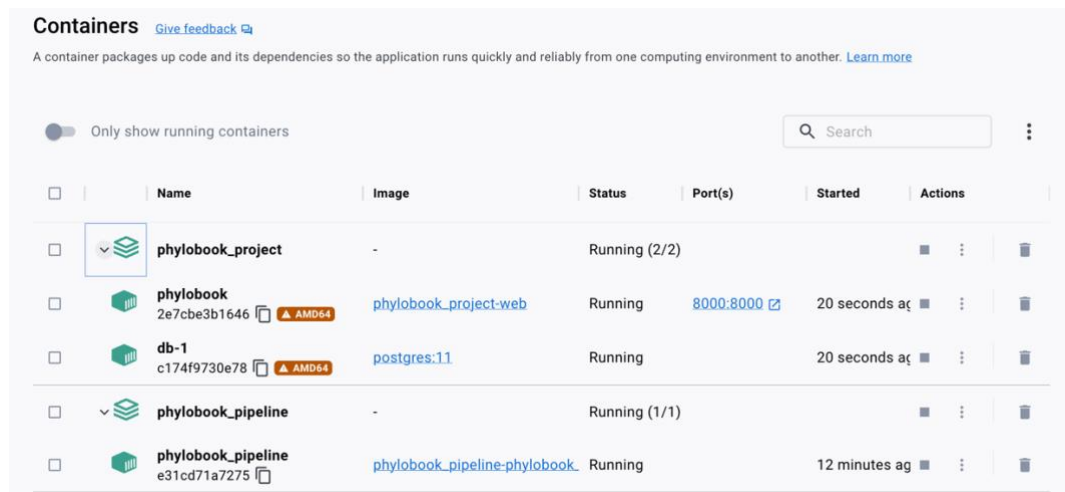 Containers Give feedback
A container packages up code and its dependencies so the application runs quickly and reliably from one computing environment to another. Learn more
Only show running containers Search
Name Image Status Port(s) Started Actions
phylobook_project - Running (2/2)
phylobook phylobook_project-web Running 8000:8000 20 seconds ag
2e7cbe3b1646 AMD64
db-1 postgres:11 Running 20 seconds ag
c174f9730e78 AMD64
phylobook_pipeline - Running (1/1)
phylobook_pipeline phylobook_pipeline-phylobook_ Running 12 minutes ag
e31cd71a7275